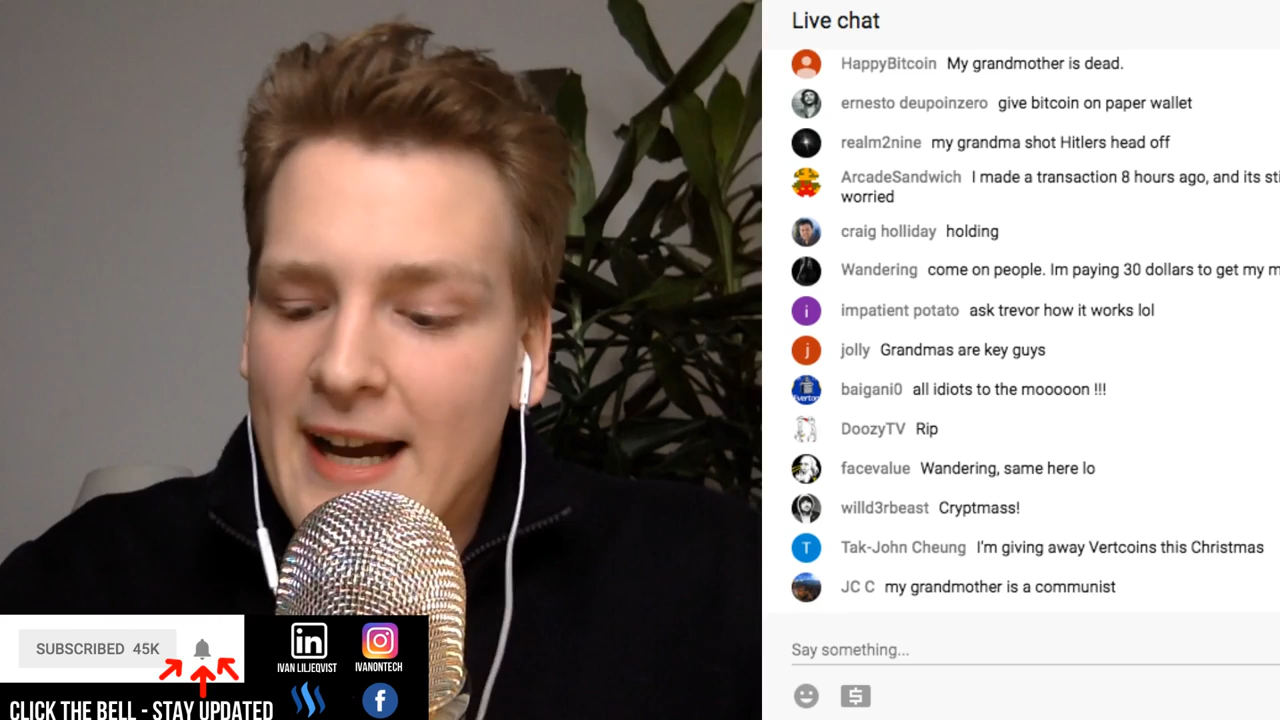 Live chat
HappyBitcoin My grandmother is dead.
ernesto deupoinzero give bitcoin on paper wallet
realm2nine my grandma shot Hitlers head off
ArcadeSandwich I made a transaction 8 hours ago, and its sti
worried
craig holliday holding
Wandering come on people. Im paying 30 dollars to get my m
i impatient potato ask trevor how it works lol
j jolly Grandmas are key guys
Everton baigani0 all idiots to the mooooon !!!
DoozyTV Rip
facevalue Wandering, same here lo
willd3rbeast Cryptmass!
T Tak-John Cheung I'm giving away Vertcoins this Christmas
JC C my grandmother is a communist
Say something...
$
SUBSCRIBED 45K
CLICK THE BELL - STAY UPDATED
in
IVAN LILJEQVIST
IVANONTECH
f